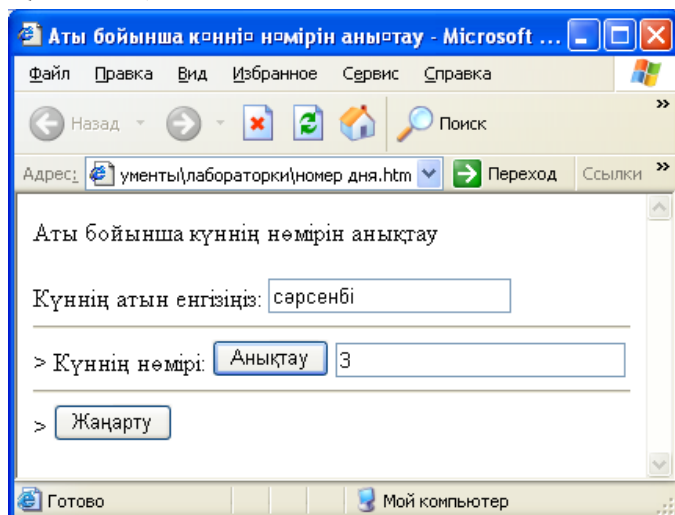 Аты бойынша к¤нні¤ н¤мірін аны¤тау - Microsoft ...
Файл Правка Вид Избранное Сервис Справка
Назад Поиск »
Адрес: ументы\лабораторки\номер дня.htm Переход Ссылки »
Аты бойынша күннің нөмірін анықтау
Күннің атын енгізіңіз: сәрсенбі
> Күннің нөмірі: Анықтау 3
> Жаңарту
Готово Мой компьютер